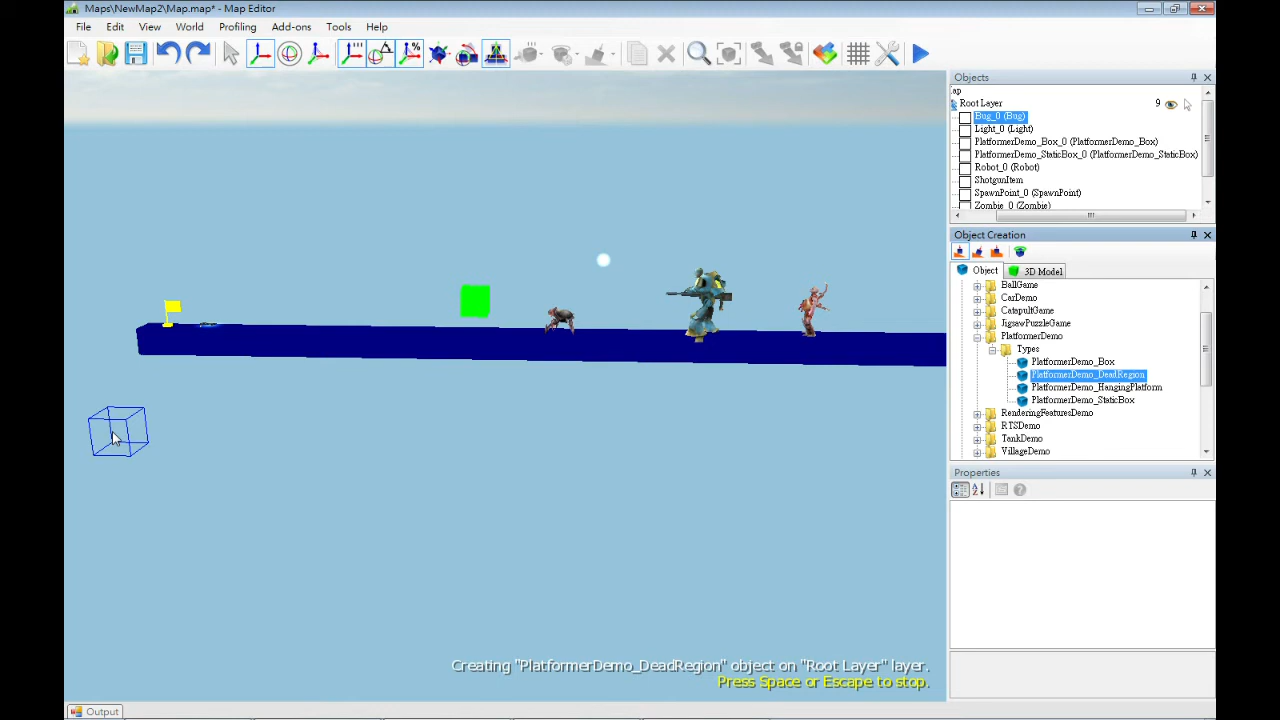 Maps\NewMap2\Map.map* - Map Editor
File Edit View World Profiling Add-ons Tools Help
Objects
ap
Root Layer 9
Bug_0 (Bug)
Light_0 (Light)
PlatformerDemo_Box_0 (PlatformerDemo_Box)
PlatformerDemo_StaticBox_0 (PlatformerDemo_StaticBox)
Robot_0 (Robot)
ShotgunItem
SpawnPoint_0 (SpawnPoint)
Zombie_0 (Zombie)
Object Creation
Object 3D Model
BallGame
CarDemo
CatapultGame
JigsawPuzzleGame
PlatformerDemo
Types
PlatformerDemo_Box
PlatformerDemo_DeadRegion
PlatformerDemo_HangingPlatform
PlatformerDemo_StaticBox
RenderingFeaturesDemo
RTSDemo
TankDemo
VillageDemo
Properties
Creating "PlatformerDemo_DeadRegion" object on "Root Layer" layer.
Press Space or Escape to stop.
Output